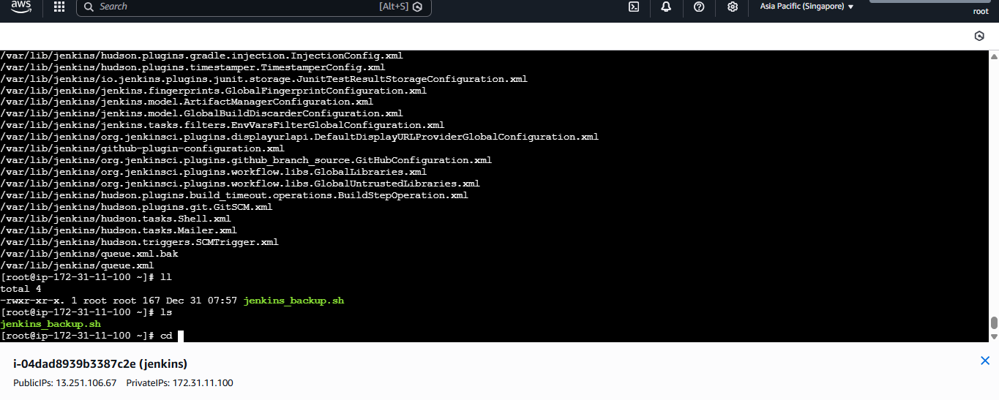 aws
Search
[Alt+S]
Asia Pacific (Singapore)
root
/var/lib/jenkins/hudson.plugins.gradle.injection.InjectionConfig.xml
/var/lib/jenkins/hudson.plugins.timestamper.TimestamperConfig.xml
/var/lib/jenkins/io.jenkins.plugins.junit.storage.JunitTestResultStorageConfiguration.xml
/var/lib/jenkins/jenkins.fingerprints.GlobalFingerprintConfiguration.xml
/var/lib/jenkins/jenkins.model.ArtifactManagerConfiguration.xml
/var/lib/jenkins/jenkins.model.GlobalBuildDiscarderConfiguration.xml
/var/lib/jenkins/jenkins.tasks.filters.EnvVarsFilterGlobalConfiguration.xml
/var/lib/jenkins/org.jenkinsci.plugins.displayurlapi.DefaultDisplayURLProviderGlobalConfiguration.xml
/var/lib/jenkins/github-plugin-configuration.xml
/var/lib/jenkins/org.jenkinsci.plugins.github_branch_source.GitHubConfiguration.xml
/var/lib/jenkins/org.jenkinsci.plugins.workflow.libs.GlobalLibraries.xml
/var/lib/jenkins/org.jenkinsci.plugins.workflow.libs.GlobalUntrustedLibraries.xml
/var/lib/jenkins/hudson.plugins.build_timeout.operations.BuildStepOperation.xml
/var/lib/jenkins/hudson.plugins.git.GitSCM.xml
/var/lib/jenkins/hudson.tasks.Shell.xml
/var/lib/jenkins/hudson.tasks.Mailer.xml
/var/lib/jenkins/hudson.triggers.SCMTrigger.xml
/var/lib/jenkins/queue.xml.bak
/var/lib/jenkins/queue.xml
[root@ip-172-31-11-100 ~]# ll
total 4
-rwxr-xr-x. 1 root root 167 Dec 31 07:57 jenkins_backup.sh
[root@ip-172-31-11-100 ~]# ls
jenkins_backup.sh
[root@ip-172-31-11-100 ~]# cd
i-04dad8939b3387c2e (jenkins)
PublicIPs: 13.251.106.67 PrivateIPs: 172.31.11.100